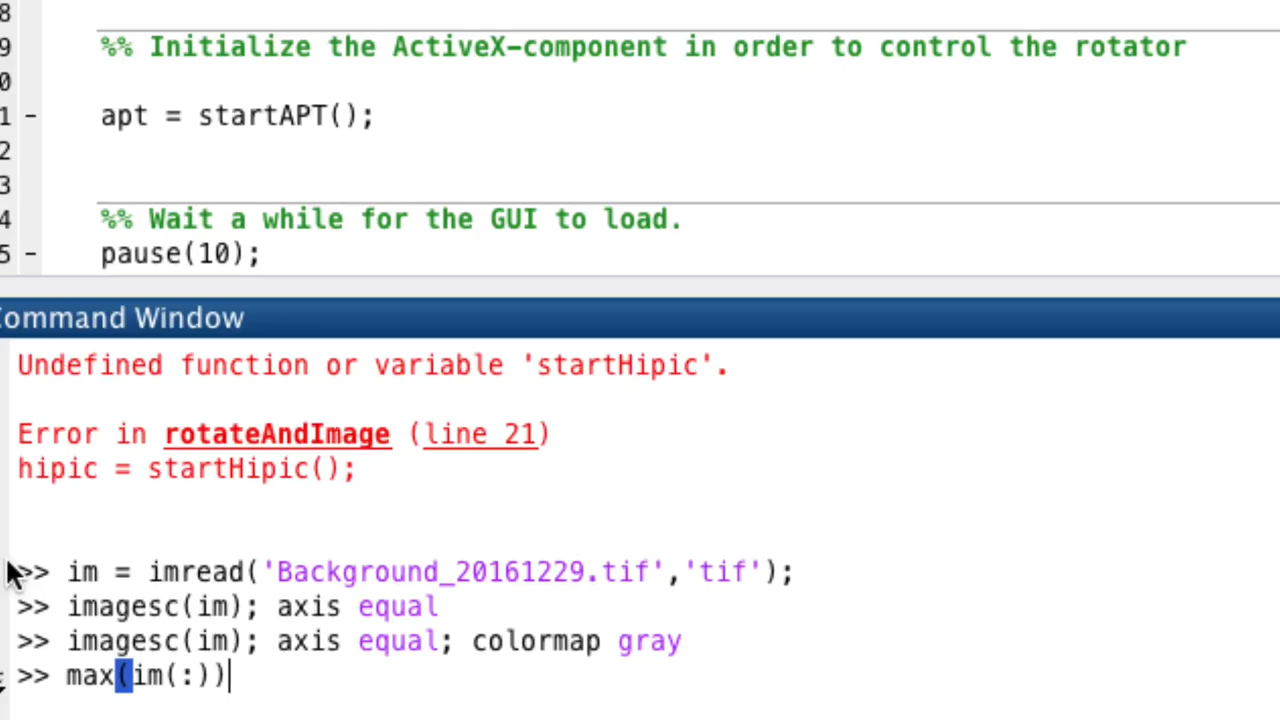 8
9 %% Initialize the ActiveX-component in order to control the rotator
0
1 - apt = startAPT();
2
3
4 %% Wait a while for the GUI to load.
5 - pause(10);
Command Window
Undefined function or variable 'startHipic'.
Error in rotateAndImage (line 21)
hipic = startHipic();
>> im = imread('Background_20161229.tif','tif');
>> imagesc(im); axis equal
>> imagesc(im); axis equal; colormap gray
>> max(im(:))